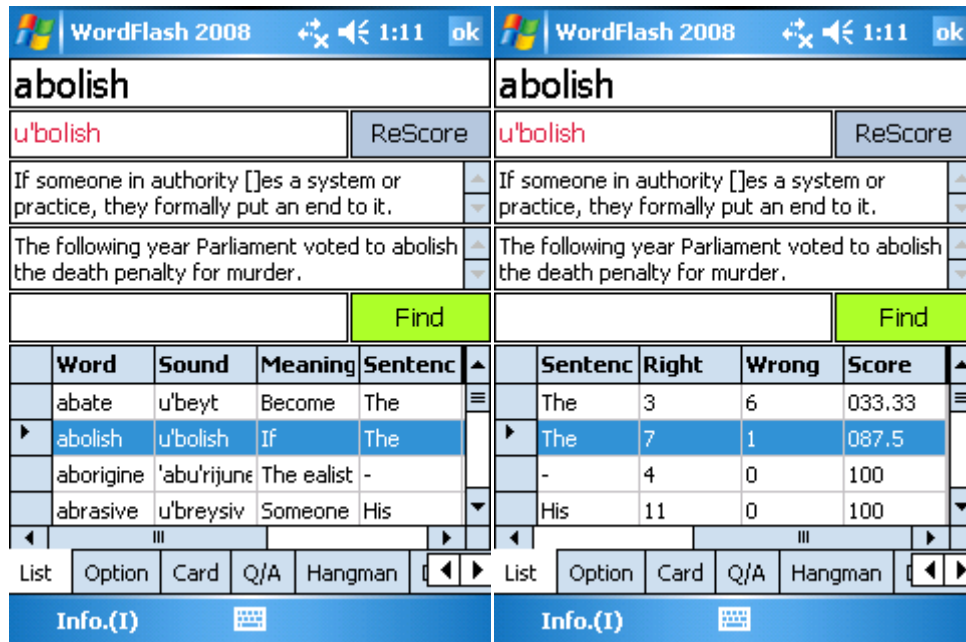 WordFlash 2008 1:11 ok
abolish
u'bolish ReScore
If someone in authority []es a system or
practice, they formally put an end to it.
The following year Parliament voted to abolish
the death penalty for murder.
Find
Word Sound Meaning Sentenc
abate u'beyt Become The
abolish u'bolish If The
aborigine 'abu'rijune The ealist -
abrasive u'breysiv Someone His
List Option Card Q/A Hangman
Info.(I)
WordFlash 2008 1:11 ok
abolish
u'bolish ReScore
If someone in authority []es a system or
practice, they formally put an end to it.
The following year Parliament voted to abolish
the death penalty for murder.
Find
Sentenc Right Wrong Score
The 3 6 033.33
The 7 1 087.5
- 4 0 100
His 11 0 100
List Option Card Q/A Hangman
Info.(I)